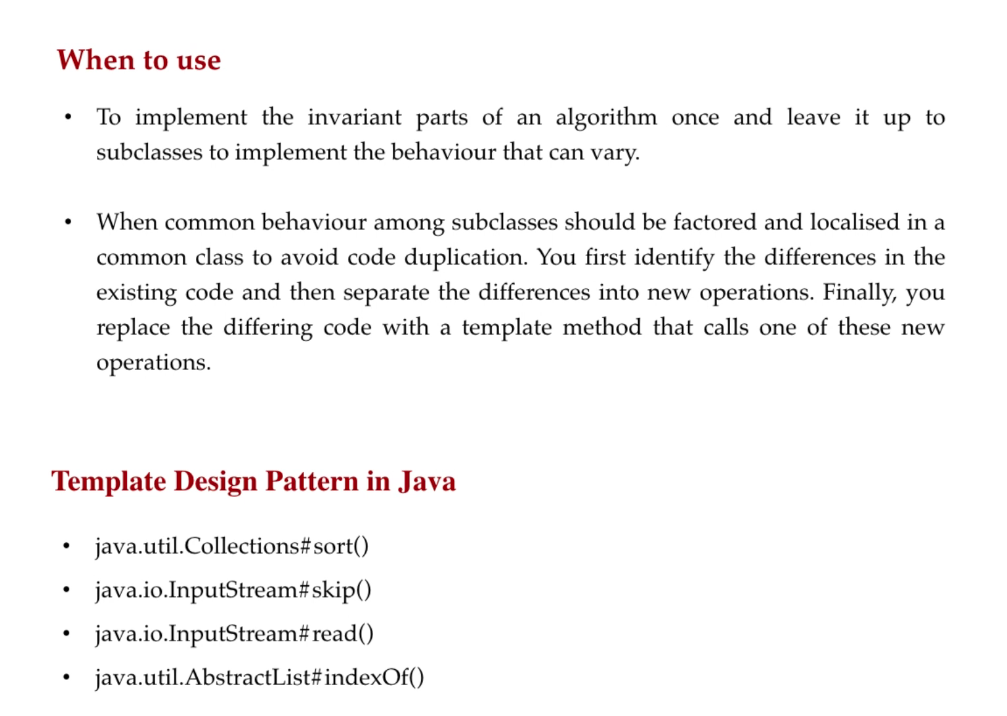 When to use
• To implement the invariant parts of an algorithm once and leave it up to
subclasses to implement the behaviour that can vary.
• When common behaviour among subclasses should be factored and localised in a
common class to avoid code duplication. You first identify the differences in the
existing code and then separate the differences into new operations. Finally, you
replace the differing code with a template method that calls one of these new
operations.
Template Design Pattern in Java
• java.util.Collections#sort()
• java.io.InputStream#skip()
• java.io.InputStream#read()
• java.util.AbstractList#indexOf()